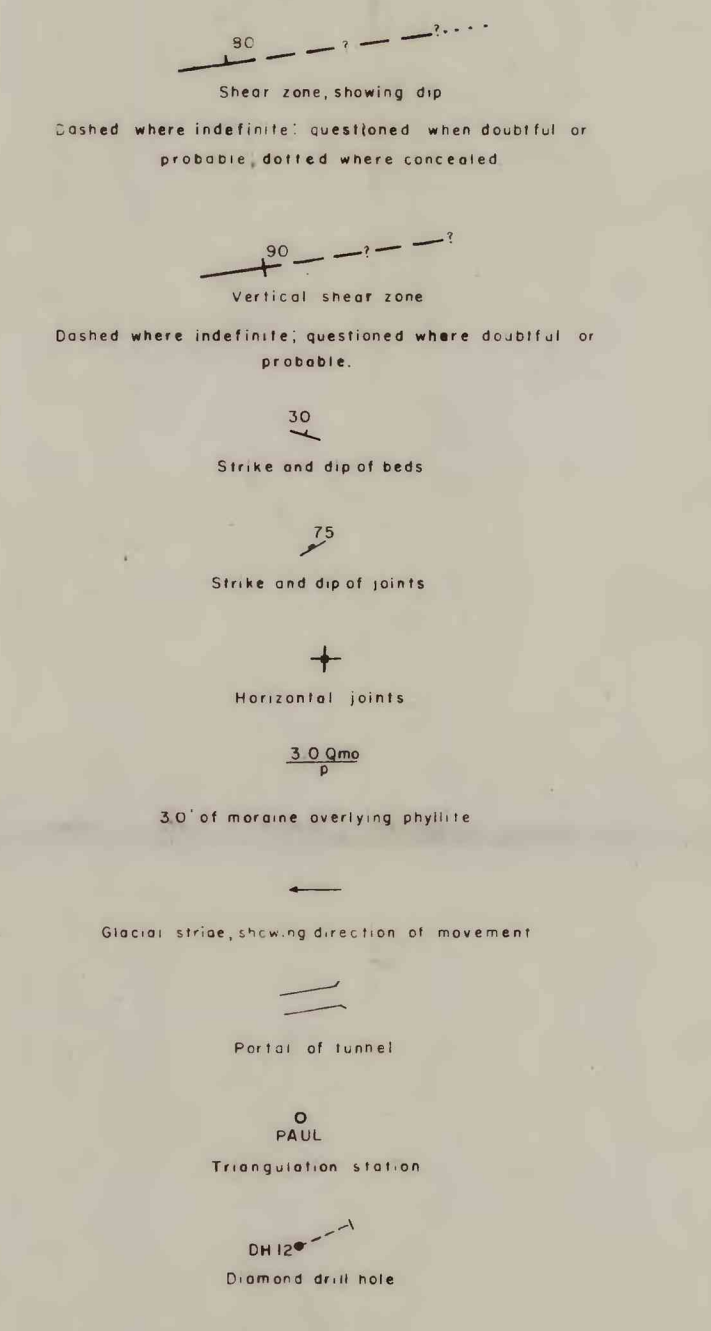 80
? ?
Shear zone, showing dip
Dashed where indefinite; questioned when doubtful or
probable, dotted where concealed
90
? ?
Vertical shear zone
Dashed where indefinite; questioned where doubtful or
probable.
30
Strike and dip of beds
75
Strike and dip of joints
Horizontal joints
3.0 Qmo
p
3.0' of moraine overlying phyllite
Glacial striae, showing direction of movement
Portal of tunnel
PAUL
Triangulation station
DH 12
Diamond drill hole